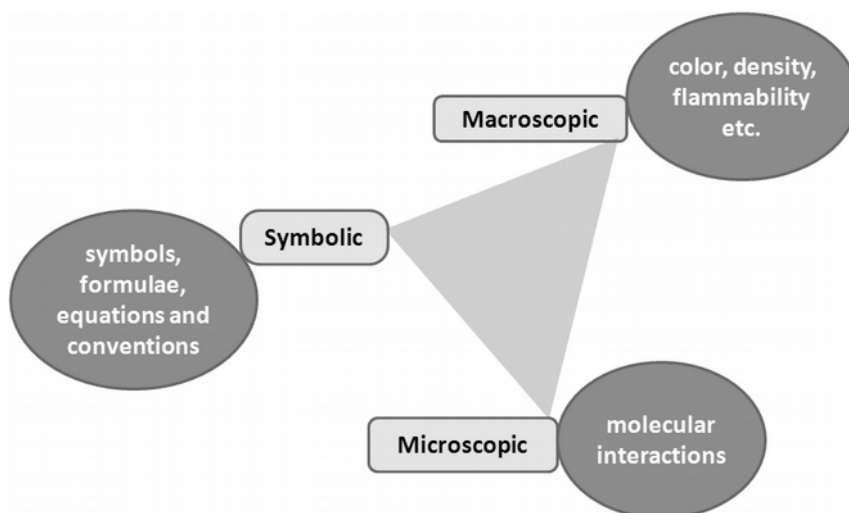 color, density,
flammability
etc.
Macroscopic
Symbolic
symbols,
formulae,
equations and
conventions
Microscopic
molecular
interactions